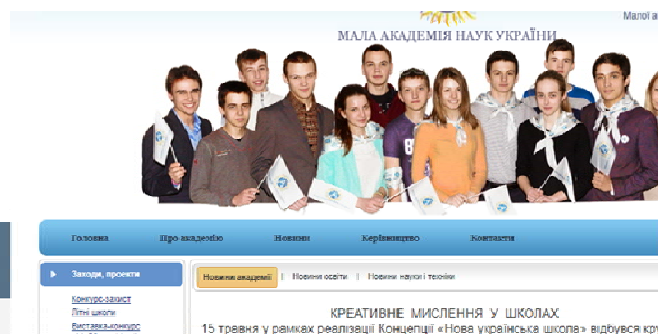 Малої а
МАЛА АКАДЕМІЯ НАУК УКРАЇНИ
Головна Про академію Новини Керівництво Контакти
Заходи, проекти
Новини академії | Новини освіти | Новини науки і техніки
Конкурс-захист
Літні школи
Виставка-конкурс
КРЕАТИВНЕ МИСЛЕННЯ У ШКОЛАХ
15 травня у рамках реалізації Концепції «Нова українська школа» відбувся кру